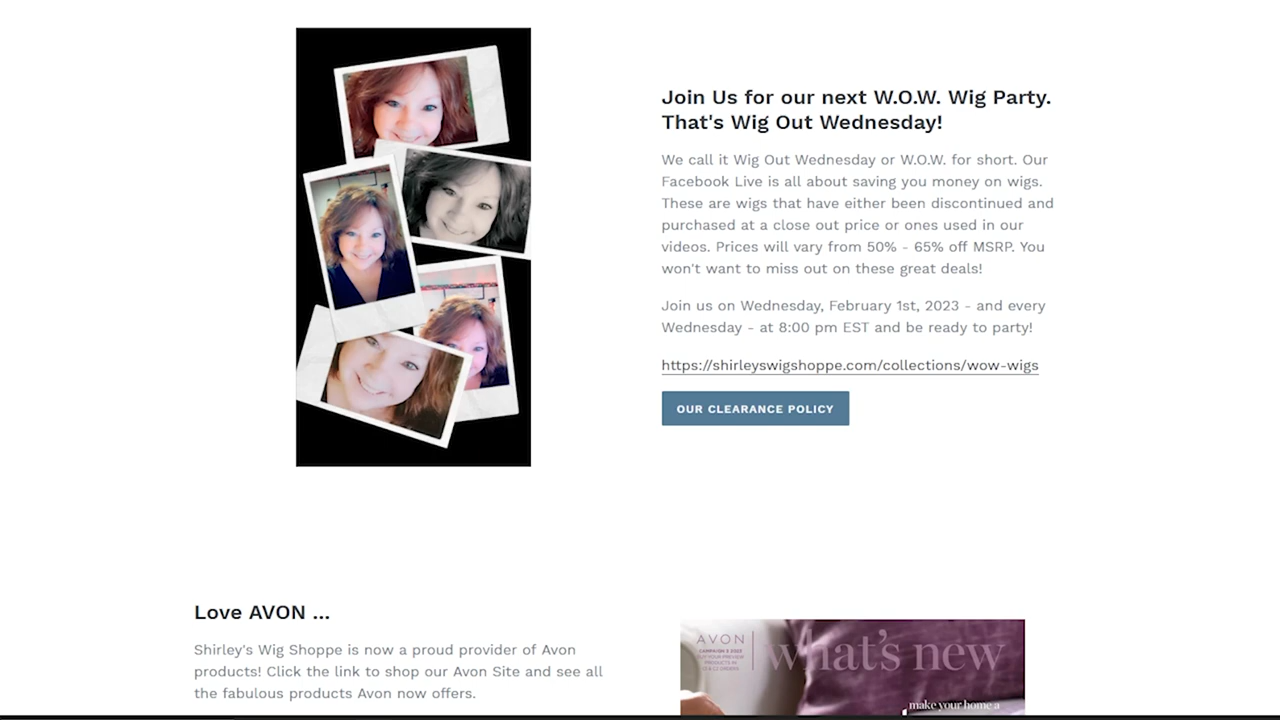 Join Us for our next W.O.W. Wig Party.
That's Wig Out Wednesday!
We call it Wig Out Wednesday or W.O.W. for short. Our
Facebook Live is all about saving you money on wigs.
These are wigs that have either been discontinued and
purchased at a close out price or ones used in our
videos. Prices will vary from 50% - 65% off MSRP. You
won't want to miss out on these great deals!
Join us on Wednesday, February 1st, 2023 - and every
Wednesday - at 8:00 pm EST and be ready to party!
https://shirleyswigshoppe.com/collections/wow-wigs
OUR CLEARANCE POLICY
Love AVON ...
Shirley's Wig Shoppe is now a proud provider of Avon
products! Click the link to shop our Avon Site and see all
the fabulous products Avon now offers.
AVON
what's new
make your home a